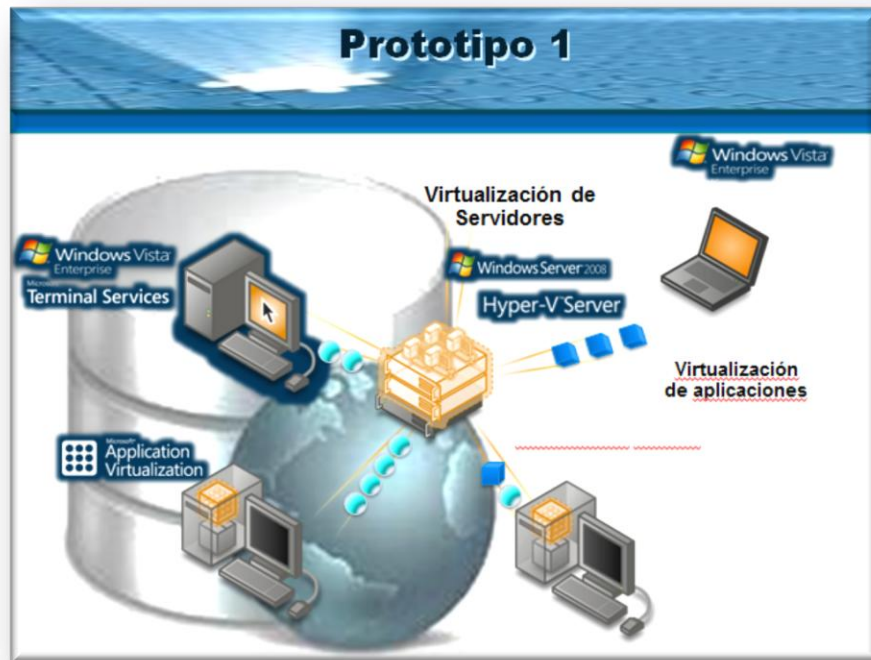 Prototipo 1
Windows Vista
Enterprise
Virtualización de
Servidores
Windows Vista
Enterprise
Microsoft
Terminal Services
Windows Server 2008
Hyper-V Server
Virtualización
de aplicaciones
Microsoft
Application
Virtualization